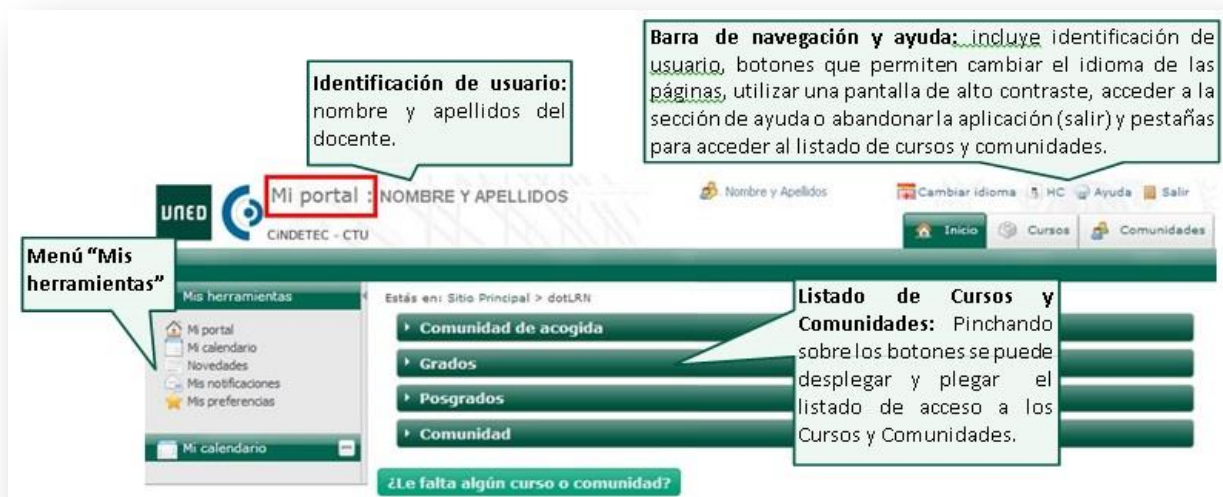 Barra de navegación y ayuda: incluye identificación de
usuario, botones que permiten cambiar el idioma de las
páginas, utilizar una pantalla de alto contraste, acceder a la
sección de ayuda o abandonar la aplicación (salir) y pestañas
para acceder al listado de cursos y comunidades.
Identificación de usuario:
nombre y apellidos del
docente.
UNED
Mi portal : NOMBRE Y APELLIDOS
CiNDETEC - CTU
Nombre y Apellidos
Cambiar idioma HC Ayuda Salir
Inicio Cursos Comunidades
Menú “Mis
herramientas”
Mis herramientas
Mi portal
Mi calendario
Novedades
Mis notificaciones
Mis preferencias
Mi calendario
Estás en: Sitio Principal > dotLRN
Comunidad de acogida
Grados
Posgrados
Comunidad
¿Le falta algún curso o comunidad?
Listado de Cursos y
Comunidades: Pinchando
sobre los botones se puede
desplegar y plegar el
listado de acceso a los
Cursos y Comunidades.